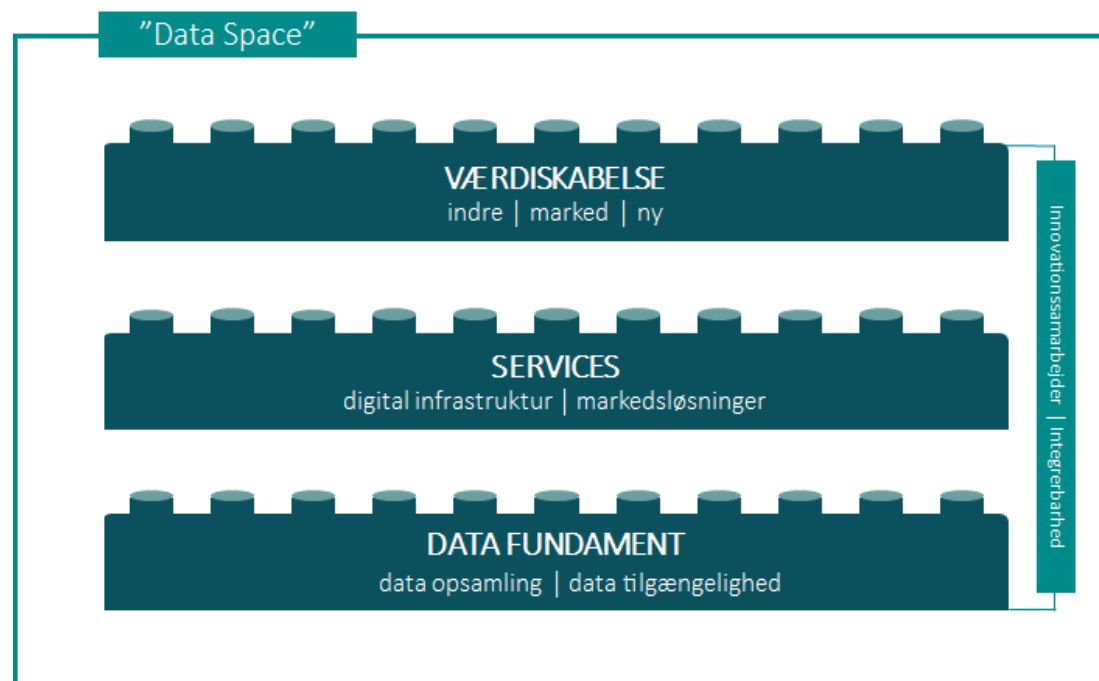 ”Data Space”
VÆRDISKABELSE
indre | marked | ny
SERVICES
digital infrastruktur | markedsløsninger
DATA FUNDAMENT
data opsamling | data tilgængelighed
Innovationssamarbejder | Integrerbarhed